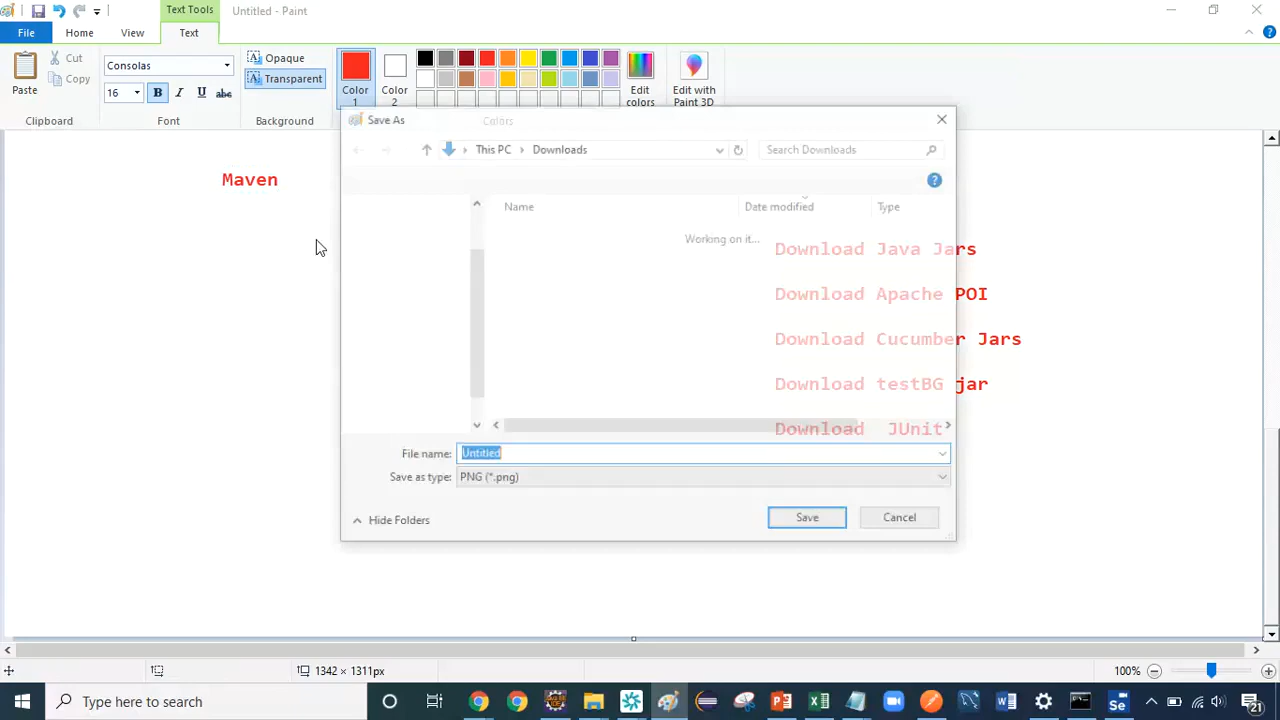 Text Tools
Untitled - Paint
File
Home
View
Text
Paste
Cut
Copy
Clipboard
Consolas
16
B
I
U
abc
Font
Opaque
Transparent
Background
Color 1
Color 2
Edit colors
Edit with Paint 3D
Colors
Save As
This PC
Downloads
Search Downloads
Name
Date modified
Type
Working on it...
Maven
Download Java Jars
Download Apache POI
Download Cucumber Jars
Download testBG jar
Download JUnit
File name:
Untitled
Save as type:
PNG (*.png)
Hide Folders
Save
Cancel
1342 × 1311px
100%
Type here to search
Se
21